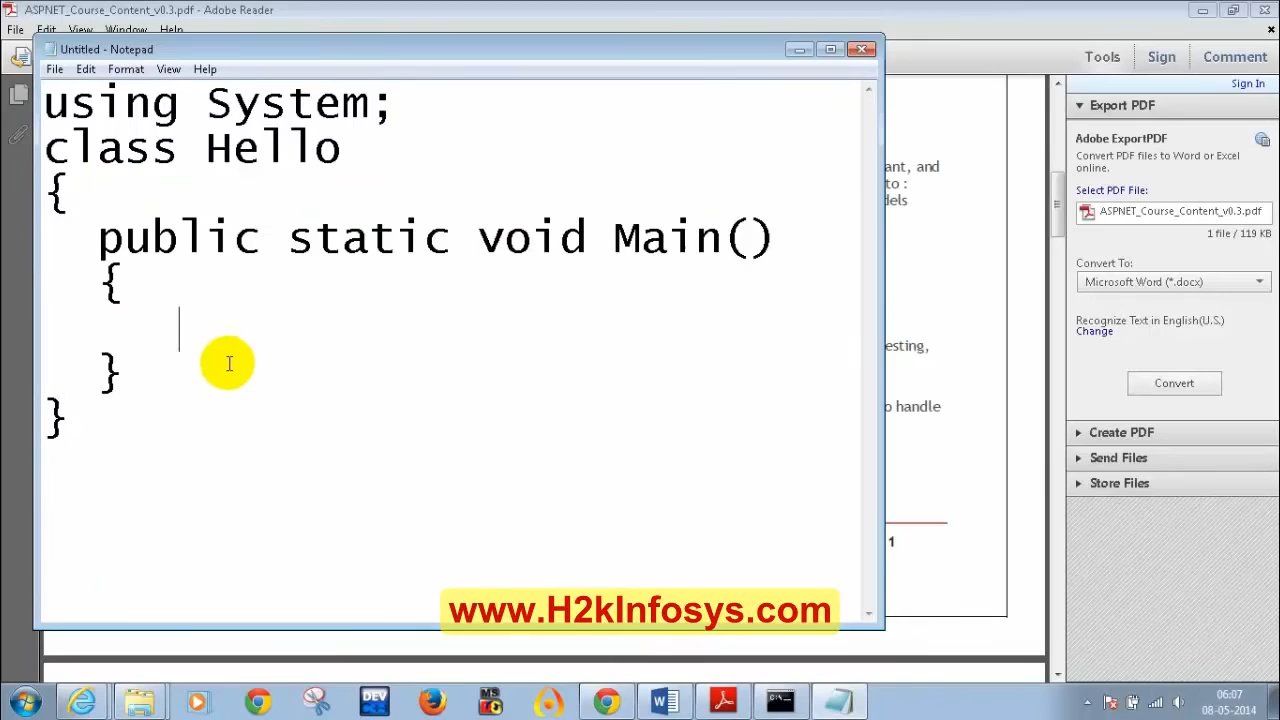 ASPNET_Course_Content_v0.3.pdf - Adobe Reader
File Edit View Window Help
Untitled - Notepad
File Edit Format View Help
using System;
class Hello
{
public static void Main()
{
}
}
Tools Sign Comment
Sign In
Export PDF
Adobe ExportPDF
Convert PDF files to Word or Excel
online.
Select PDF File:
ASPNET_Course_Content_v0.3.pdf
1 file / 119 KB
Convert To:
Microsoft Word (*.docx)
Recognize Text in English(U.S.)
Change
Convert
Create PDF
Send Files
Store Files
ant, and
to :
dels
esting,
o handle
1
www.H2kInfosys.com
DEV
MS
C:\
06:07
08-05-2014